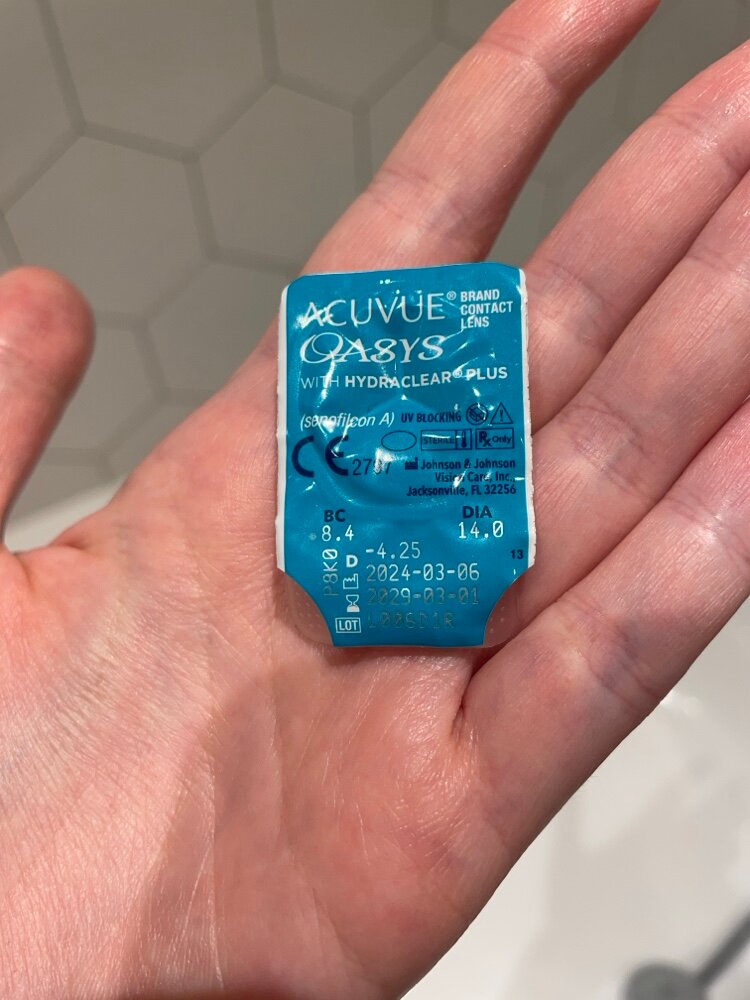 ACUVUE® BRAND CONTACT LENS
OASYS
WITH HYDRACLEAR® PLUS
(senofilcon A) UV BLOCKING
STERILE Rx Only
CE 2797 Johnson & Johnson
Vision Care, Inc.
Jacksonville, FL 32256
BC DIA
8.4 14.0
P8K0
D -4.25 13
2024-03-06
2029-03-01
LOT